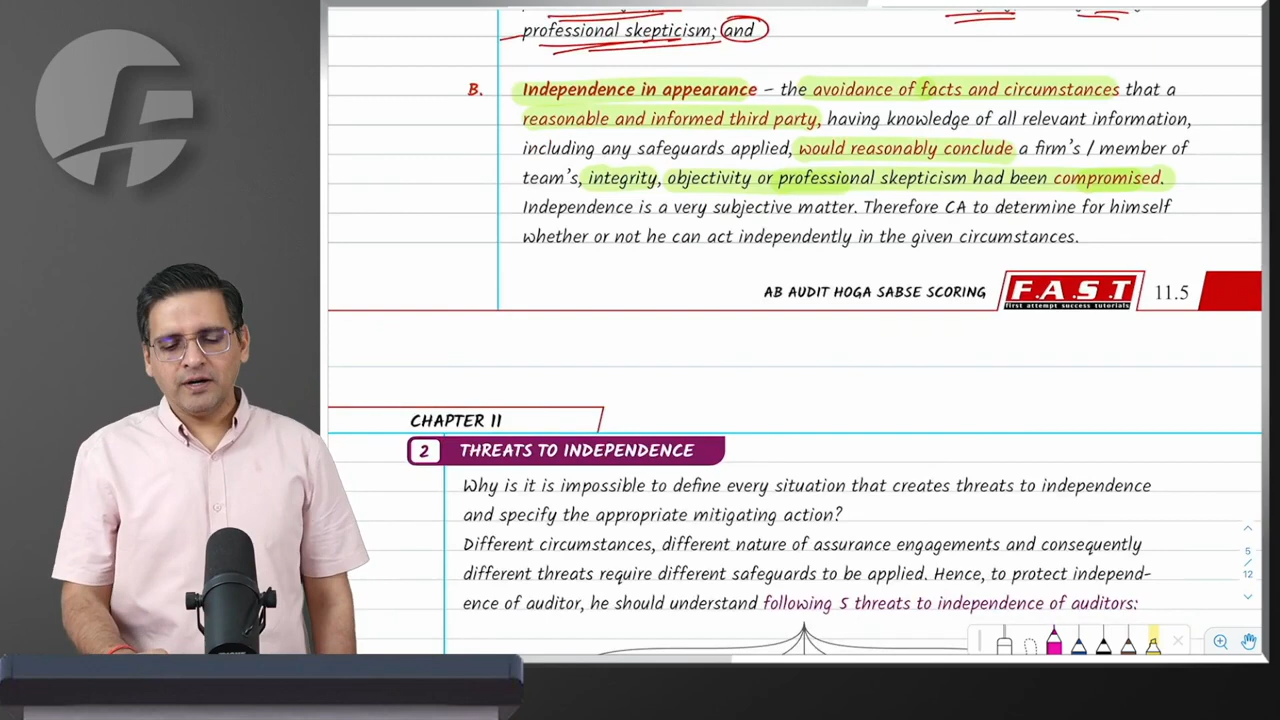 professional skepticism; and
B. Independence in appearance – the avoidance of facts and circumstances that a
reasonable and informed third party, having knowledge of all relevant information,
including any safeguards applied, would reasonably conclude a firm's / member of
team's, integrity, objectivity or professional skepticism had been compromised.
Independence is a very subjective matter. Therefore CA to determine for himself
whether or not he can act independently in the given circumstances.
AB AUDIT HOGA SABSE SCORING F.A.S.T 11.5
first attempt success tutorials
CHAPTER 11
2 THREATS TO INDEPENDENCE
Why is it is impossible to define every situation that creates threats to independence
and specify the appropriate mitigating action?
Different circumstances, different nature of assurance engagements and consequently
different threats require different safeguards to be applied. Hence, to protect independ-
ence of auditor, he should understand following 5 threats to independence of auditors:
5
/
12